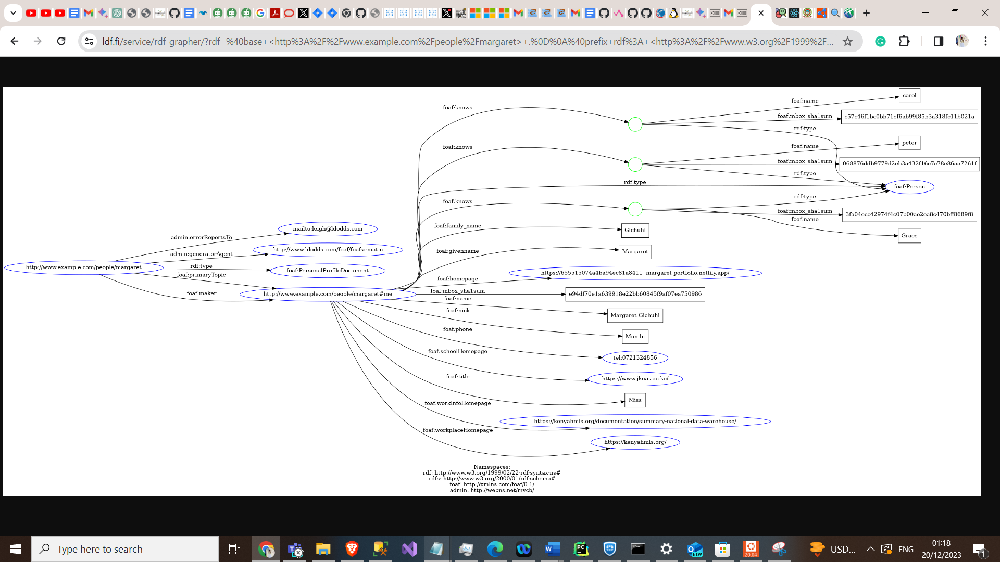 ldf.fi/service/rdf-grapher/?rdf=%40base+<http%3A%2F%2Fwww.example.com%2Fpeople%2Fmargaret>+.%0D%0A%40prefix+rdf%3A+<http%3A%2F%2Fwww.w3.org%2F1999%2F...
foaf:knows
foaf:name
carol
foaf:mbox_sha1sum
c57c46f1bc0bb71ef6ab99f85b3a318fc11b021a
rdf:type
foaf:knows
foaf:name
peter
foaf:mbox_sha1sum
068876ddb9779d2eb3a432f16c7c78e86aa7261f
rdf:type
rdf:type
foaf:Person
foaf:knows
rdf:type
foaf:mbox_sha1sum
3fa04ecc42974f4c07b00ae2ea8c470bff8689f8
foaf:name
Grace
foaf:family_name
Gichuhi
admin:errorReportsTo
mailto:leigh@ldodds.com
admin:generatorAgent
http://www.ldodds.com/foaf/foaf a matic
foaf:givenname
Margaret
http://www.example.com/people/margaret
rdf:type
foaf:PersonalProfileDocument
foaf:primaryTopic
foaf:homepage
https://655515074a4ba94ec81a8411--margaret-portfolio.netlify.app/
foaf:maker
http://www.example.com/people/margaret#me
foaf:mbox_sha1sum
e94df70e1a639918e22bb60845f9af07ea750986
foaf:name
Margaret Gichuhi
foaf:nick
Mumbi
foaf:phone
tel:0721324856
foaf:schoolHomepage
https://www.jkuat.ac.ke/
foaf:title
Miss
foaf:workInfoHomepage
https://kenyahmis.org/documentation/summary-national-data-warehouse/
foaf:workplaceHomepage
https://kenyahmis.org/
Namespaces:
rdf: http://www.w3.org/1999/02/22-rdf-syntax-ns#
rdfs: http://www.w3.org/2000/01/rdf schema#
foaf: http://xmlns.com/foaf/0.1/
admin: http://webns.net/mvcb/
Type here to search
NEW
20.04
USD...
ENG
01:18
20/12/2023
1